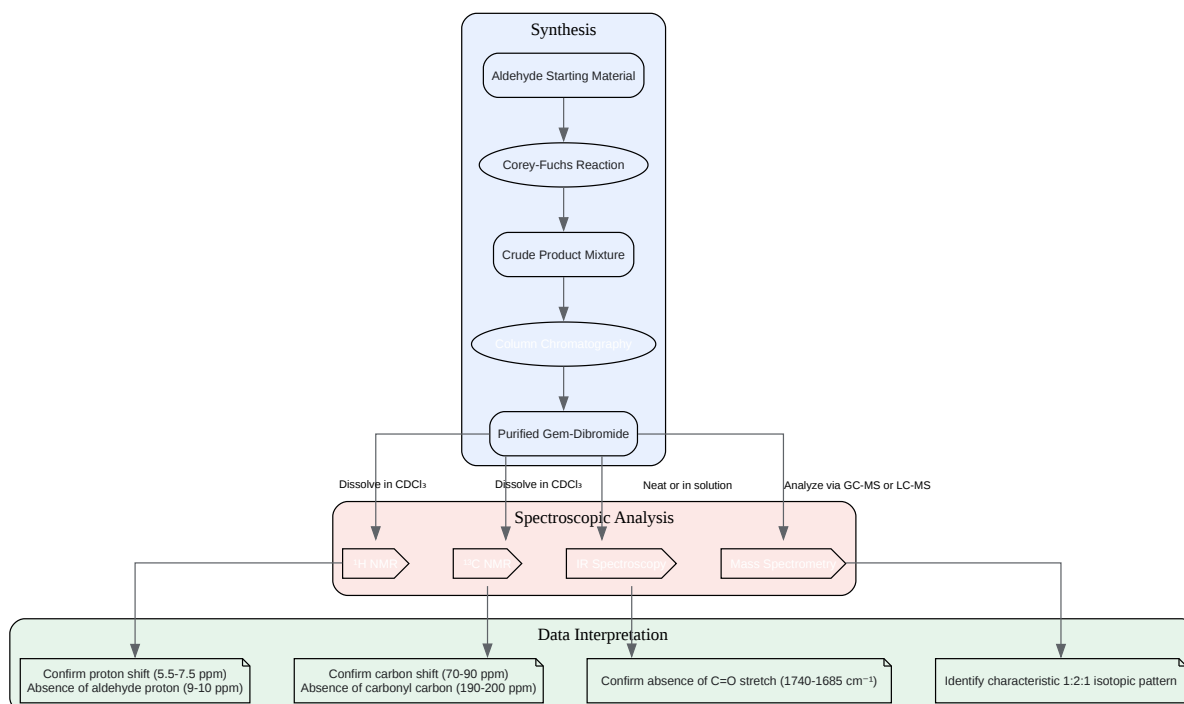 Synthesis
Aldehyde Starting Material
Corey-Fuchs Reaction
Crude Product Mixture
Column Chromatography
Purified Gem-Dibromide
Dissolve in CDCl₃
Dissolve in CDCl₃
Neat or in solution
Analyze via GC-MS or LC-MS
Spectroscopic Analysis
¹H NMR
¹³C NMR
IR Spectroscopy
Mass Spectrometry
Data Interpretation
Confirm proton shift (5.5-7.5 ppm)
Absence of aldehyde proton (9-10 ppm)
Confirm carbon shift (70-90 ppm)
Absence of carbonyl carbon (190-200 ppm)
Confirm absence of C=O stretch (1740-1685 cm⁻¹)
Identify characteristic 1:2:1 isotopic pattern